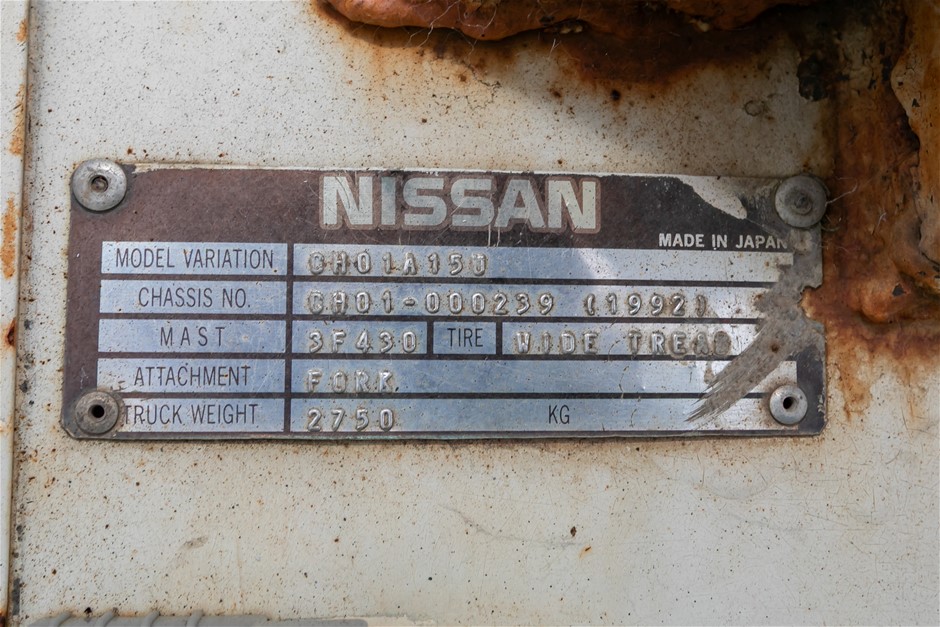 NISSAN
MADE IN JAPAN
MODEL VARIATION CH01A15U
CHASSIS NO. CH01-000239 (1992)
MAST 3F430 TIRE WIDE TREAD
ATTACHMENT FORK
TRUCK WEIGHT 2750 KG